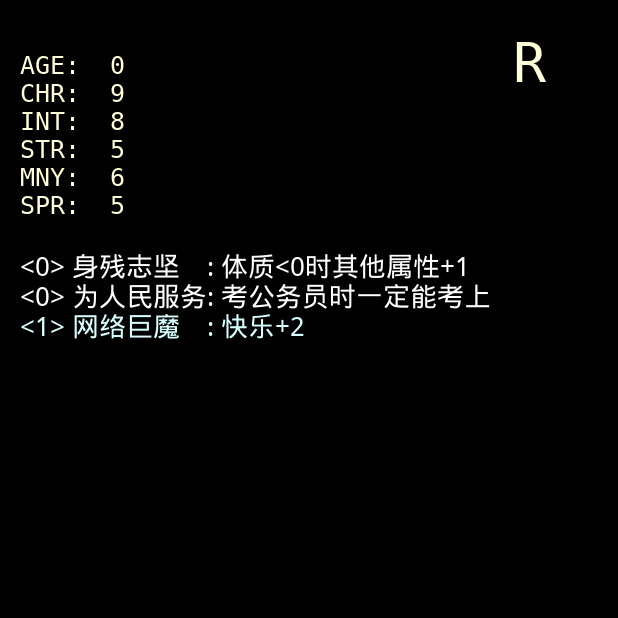 R
AGE: 0
CHR: 9
INT: 8
STR: 5
MNY: 6
SPR: 5
<0> 身残志坚 : 体质<0时其他属性+1
<0> 为人民服务: 考公务员时一定能考上
<1> 网络巨魔 : 快乐+2